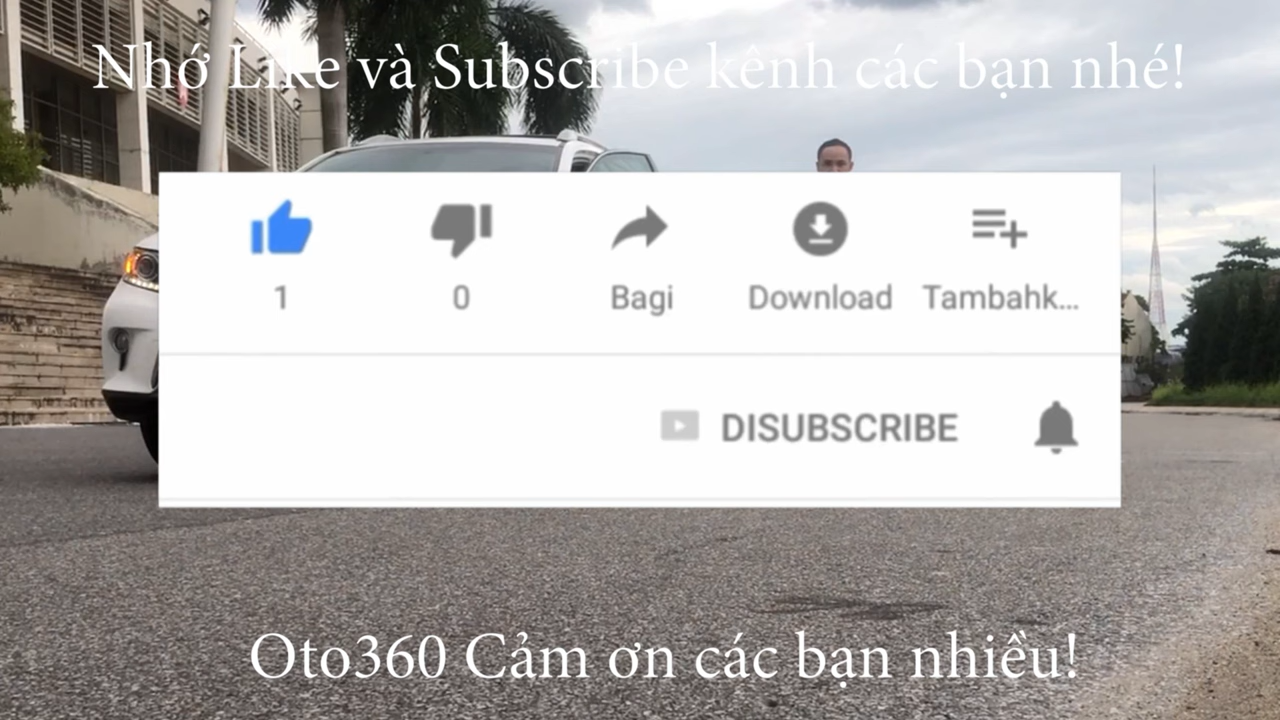 Nhớ Like và Subscribe kênh các bạn nhé!
1 0 Bagi Download Tambahk...
DISUBSCRIBE
Oto360 Cảm ơn các bạn nhiều!